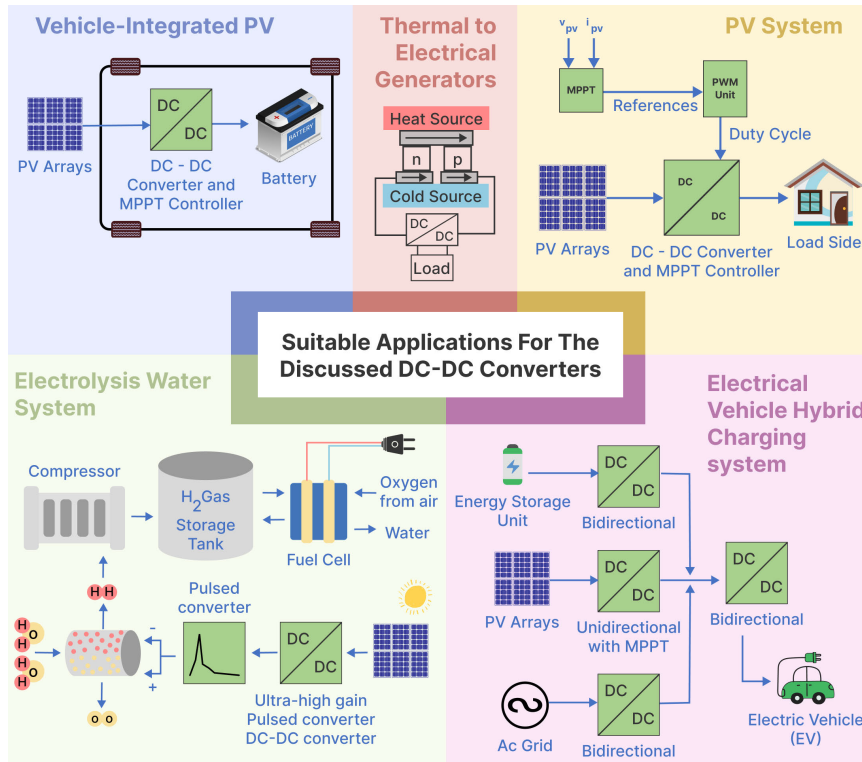 Vehicle-Integrated PV
PV Arrays
DC
DC
DC - DC
Converter and
MPPT Controller
BATTERY
Battery
Thermal to
Electrical
Generators
Heat Source
n
p
Cold Source
DC
DC
Load
PV System
vpv
ipv
MPPT
References
PWM
Unit
Duty Cycle
PV Arrays
DC
DC
DC - DC Converter
and MPPT Controller
Load Side
Suitable Applications For The
Discussed DC-DC Converters
Electrolysis Water
System
Compressor
H2Gas
Storage
Tank
Fuel Cell
Oxygen
from air
Water
H H
H
O
H
H
O
H
O O
-
+
Pulsed
converter
DC
DC
Ultra-high gain
Pulsed converter
DC-DC converter
Electrical
Vehicle Hybrid
Charging
system
Energy Storage
Unit
DC
DC
Bidirectional
PV Arrays
DC
DC
Unidirectional
with MPPT
Ac Grid
DC
DC
Bidirectional
DC
DC
Bidirectional
Electric Vehicle
(EV)